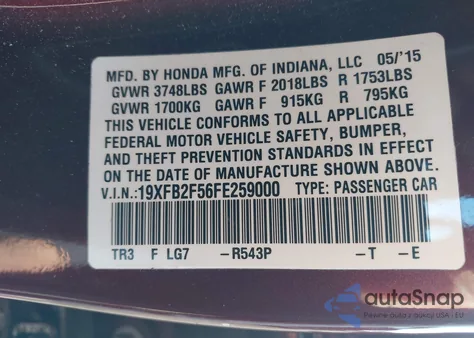 MFD. BY HONDA MFG. OF INDIANA, LLC 05/'15
GVWR 3748LBS GAWR F 2018LBS R 1753LBS
GVWR 1700KG GAWR F 915KG R 795KG
THIS VEHICLE CONFORMS TO ALL APPLICABLE
FEDERAL MOTOR VEHICLE SAFETY, BUMPER,
AND THEFT PREVENTION STANDARDS IN EFFECT
ON THE DATE OF MANUFACTURE SHOWN ABOVE.
V.I.N.:19XFB2F56FE259000 TYPE: PASSENGER CAR
TR3 F LG7 -R543P -T -E
autoSnap